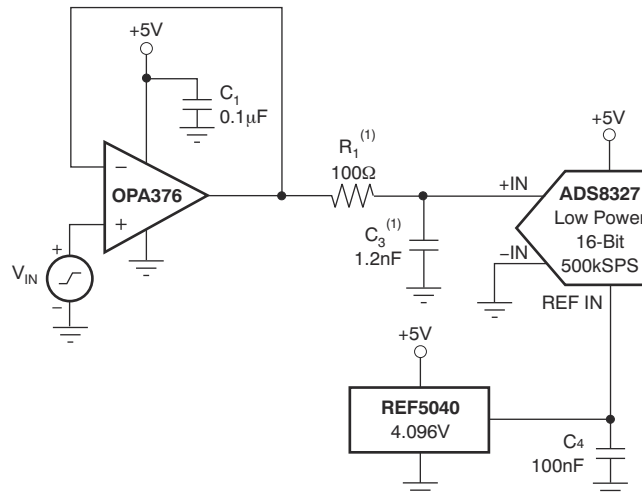 +5V
C1
0.1µF
−
OPA376
+
+
VIN
−
R1(1)
100Ω
C3(1)
1.2nF
+5V
+IN
ADS8327
Low Power
16-Bit
500kSPS
−IN
REF IN
+5V
REF5040
4.096V
C4
100nF